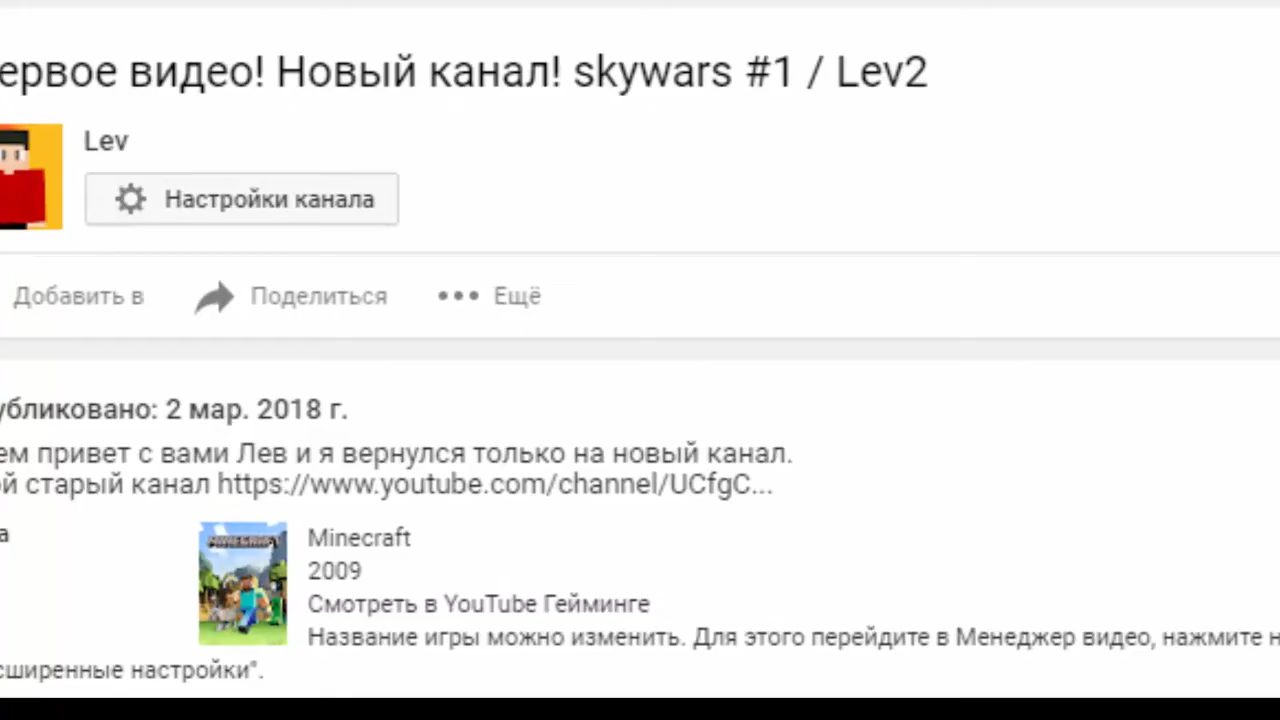 ервое видео! Новый канал! skywars #1 / Lev2
Lev
Настройки канала
Добавить в Поделиться ••• Ещё
убликовано: 2 мар. 2018 г.
ем привет с вами Лев и я вернулся только на новый канал.
ой старый канал https://www.youtube.com/channel/UCfgC...
а
MINECRAFT
Minecraft
2009
Смотреть в YouTube Гейминге
Название игры можно изменить. Для этого перейдите в Менеджер видео, нажмите н
сширенные настройки".